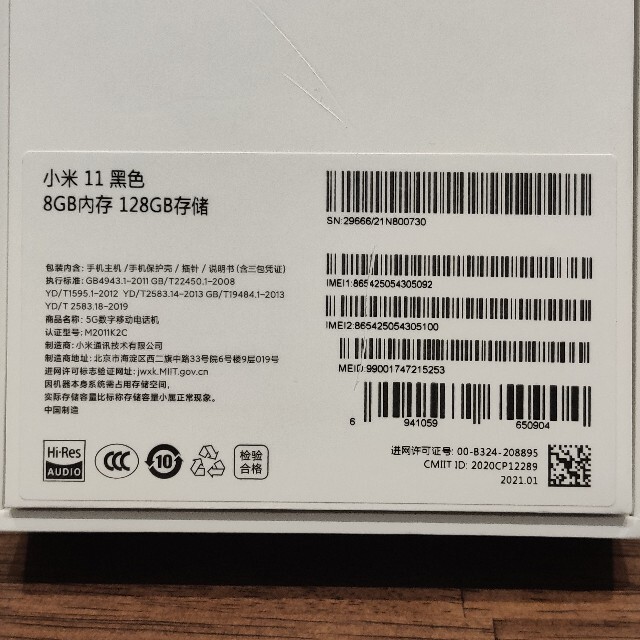 小米 11 黑色
8GB内存 128GB存储
SN:29666/21N800730
包装内含: 手机主机 / 手机保护壳 / 插针 / 说明书 (含三包凭证)
执行标准: GB4943.1-2011 GB/T22450.1-2008
YD/T1595.1-2012 YD/T2583.14-2013 GB/T19484.1-2013
YD/T 2583.18-2019
商品名称: 5G数字移动电话机
认证型号: M2011K2C
制造商: 小米通讯技术有限公司
制造商地址: 北京市海淀区西二旗中路33号院6号楼9层019号
进网许可标志验证网址: jwxk.MIIT.gov.cn
因机器本身系统需占用存储空间,
实际存储容量比标称存储容量小属正常现象。
中国制造
IMEI1:865425054305092
IMEI2:865425054305100
MEID:99001747215253
6 941059 650904
Hi-Res
AUDIO
CCC
10
检验
合格
进网许可证号: 00-B324-208895
CMIIT ID: 2020CP12289
2021.01